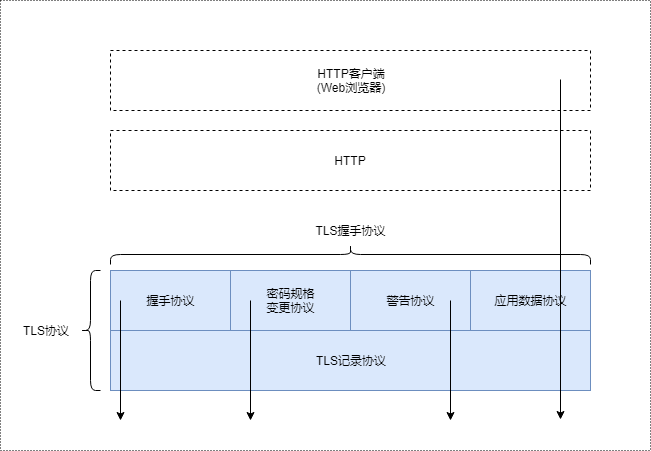 HTTP客户端
(Web浏览器)
HTTP
TLS握手协议
TLS协议
握手协议
密码规格
变更协议
警告协议
应用数据协议
TLS记录协议